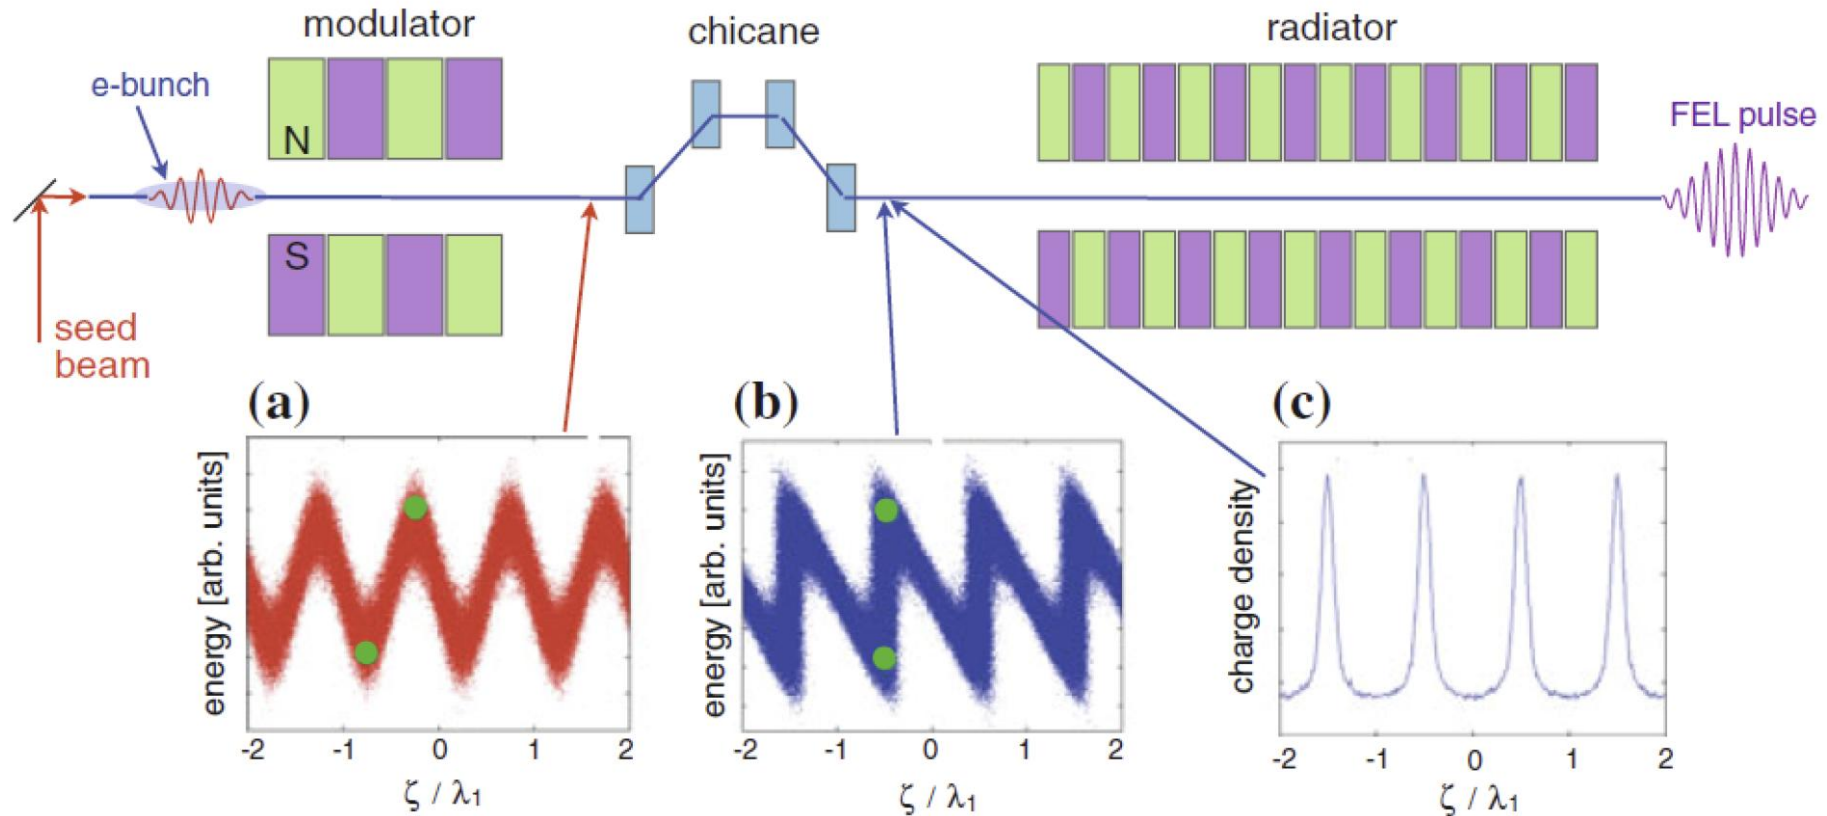 modulator
chicane
radiator
e-bunch
N
FEL pulse
S
seed
beam
(a)
(b)
(c)
energy [arb. units]
-2 -1 0 1 2
ζ / λ1
energy [arb. units]
-2 -1 0 1 2
ζ / λ1
charge density
-2 -1 0 1 2
ζ / λ1